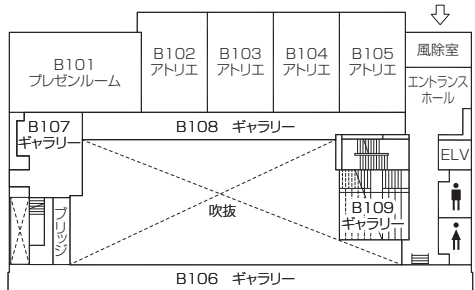 B101
プレゼンルーム
B102
アトリエ
B103
アトリエ
B104
アトリエ
B105
アトリエ
風除室
エントランス
ホール
B107
ギャラリー
B108 ギャラリー
ELV
吹抜
B109
ギャラリー
ブリッジ
B106 ギャラリー